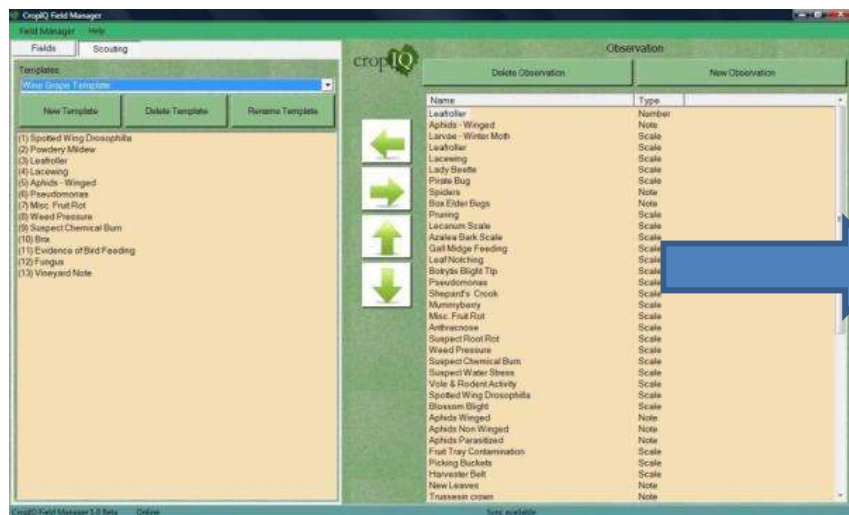 CropIQ Field Manager
Field Manager Help
Fields Scouting
Templates
Wine Grape Template
New Template Delete Template Rename Template
(1) Spotted Wing Drosophilla
(2) Powdery Mildew
(3) Leafroller
(4) Lacewing
(5) Aphids - Winged
(6) Pseudomonas
(7) Misc. Fruit Rot
(8) Weed Pressure
(9) Suspect Chemical Burn
(10) Brix
(11) Evidence of Bird Feeding
(12) Fungus
(13) Vineyard Note
cropIQ
Observation
Delete Observation New Observation
Name Type
Leafroller Number
Aphids - Winged Note
Larvae - Winter Moth Scale
Leafroller Scale
Lacewing Scale
Lady Beetle Scale
Pirate Bug Scale
Spiders Note
Box Elder Bugs Note
Pruning Scale
Lecanum Scale Scale
Azalea Bark Scale Scale
Gall Midge Feeding Scale
Leaf Notching Scale
Botrytis Blight Tip Scale
Pseudomonas Scale
Shepard's Crook Scale
Mummyberry Scale
Misc. Fruit Rot Scale
Anthracnose Scale
Suspect Root Rot Scale
Weed Pressure Scale
Suspect Chemical Burn Scale
Suspect Water Stress Scale
Vole & Rodent Activity Scale
Spotted Wing Drosophilla Scale
Blossom Blight Scale
Aphids Winged Note
Aphids Non Winged Note
Aphids Parasitized Note
Fruit Tray Contamination Scale
Picking Buckets Scale
Harvester Belt Scale
New Leaves Note
Trussesin crown Note
CropIQ Field Manager 1.0 Beta Online Sync available